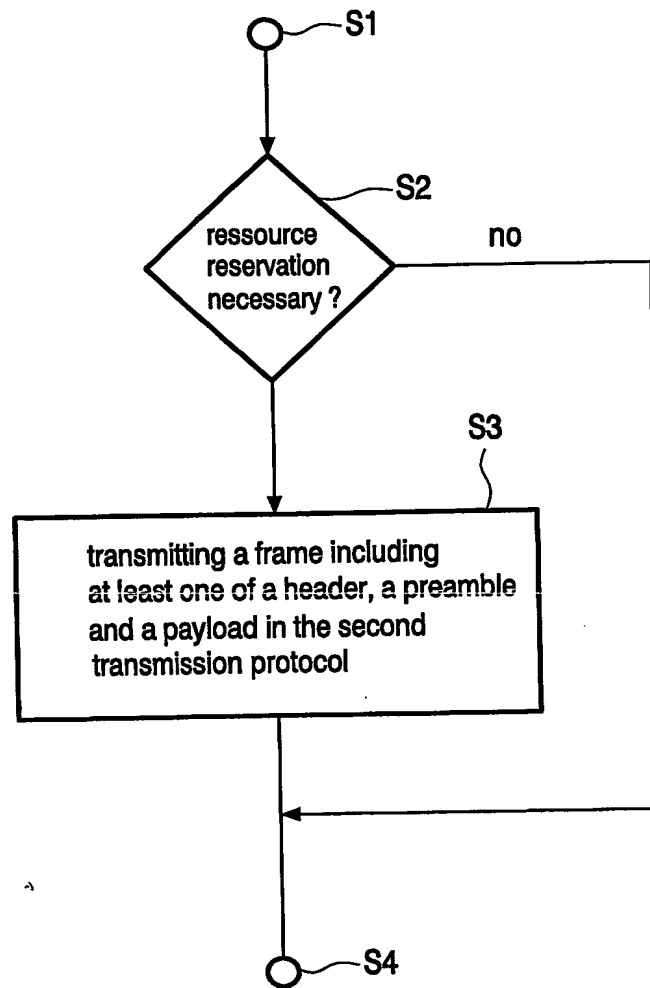 S1
S2
ressource
reservation
necessary ?
no
S3
transmitting a frame including
at least one of a header, a preamble
and a payload in the second
transmission protocol
S4